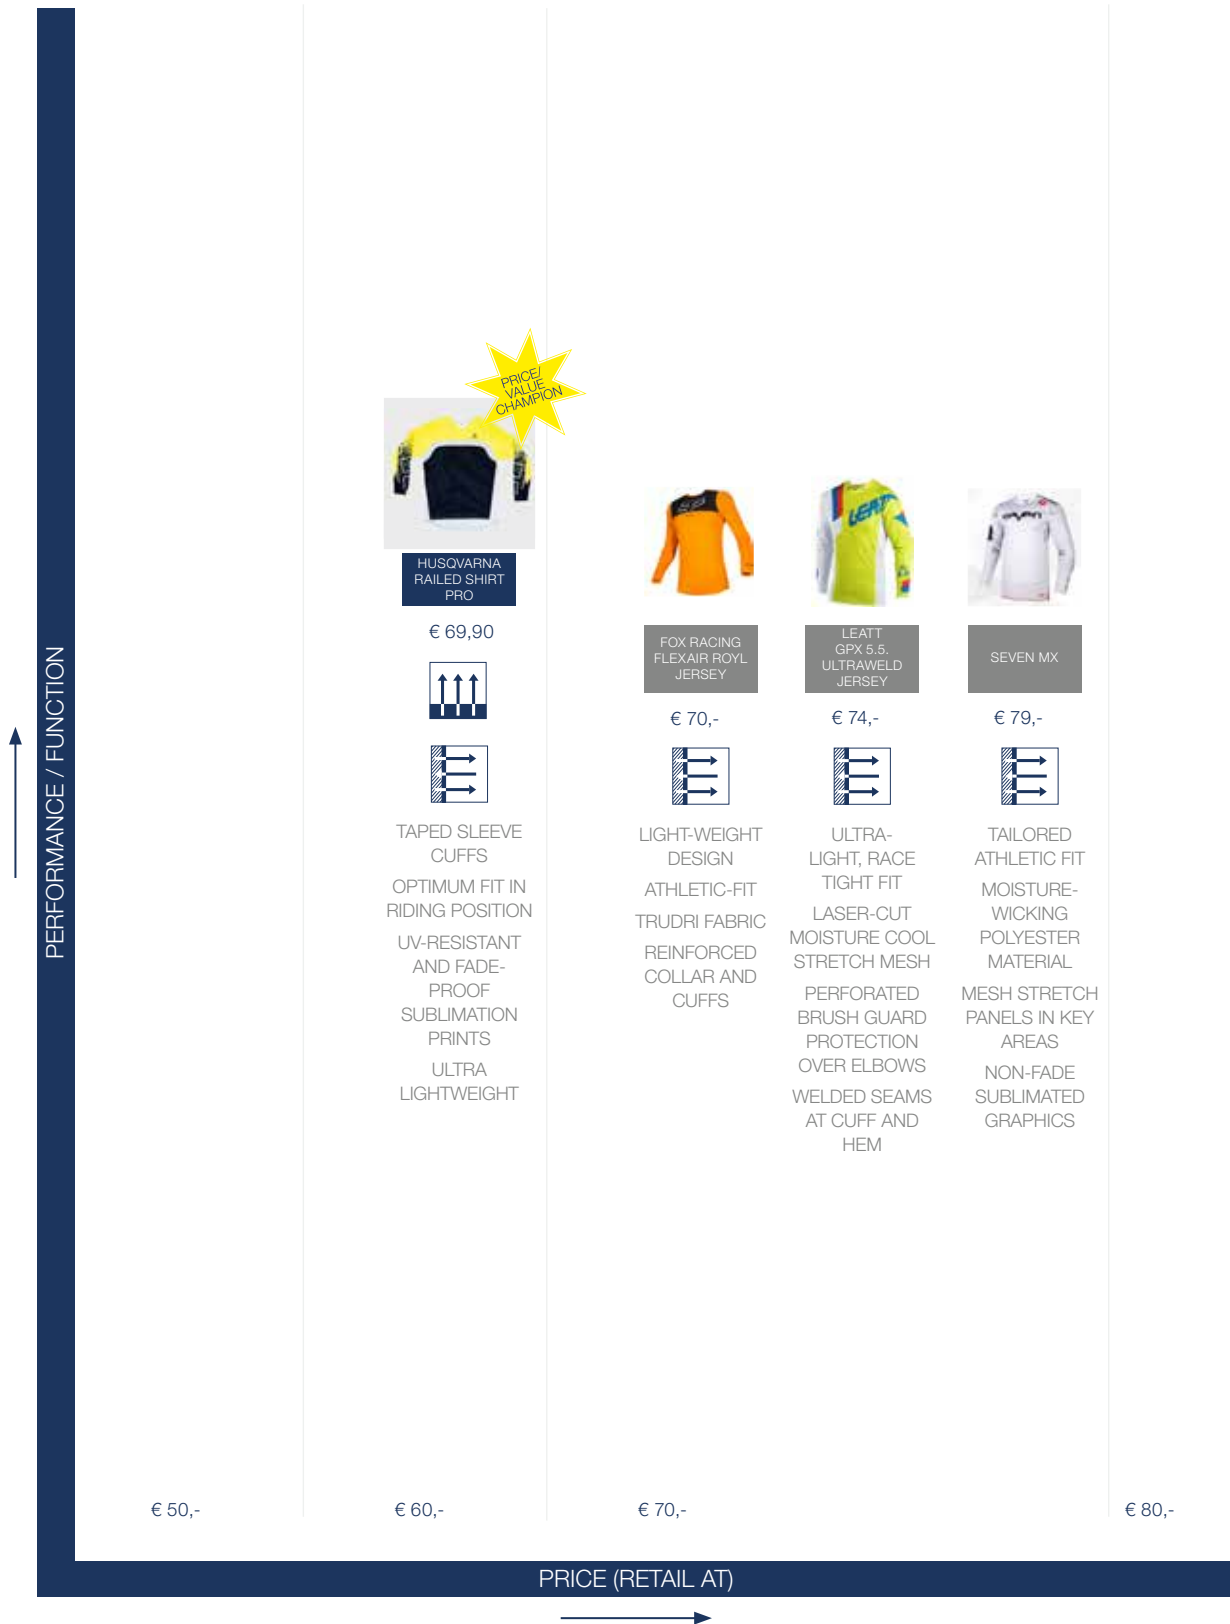 PERFORMANCE / FUNCTION
PRICE/
VALUE
CHAMPION
HUSQVARNA
RAILED SHIRT
PRO
€ 69,90
TAPED SLEEVE
CUFFS
OPTIMUM FIT IN
RIDING POSITION
UV-RESISTANT
AND FADE-
PROOF
SUBLIMATION
PRINTS
ULTRA
LIGHTWEIGHT
FOX RACING
FLEXAIR ROYL
JERSEY
€ 70,-
LIGHT-WEIGHT
DESIGN
ATHLETIC-FIT
TRUDRI FABRIC
REINFORCED
COLLAR AND
CUFFS
LEATT
LEATT
GPX 5.5.
ULTRAWELD
JERSEY
€ 74,-
ULTRA-
LIGHT, RACE
TIGHT FIT
LASER-CUT
MOISTURE COOL
STRETCH MESH
PERFORATED
BRUSH GUARD
PROTECTION
OVER ELBOWS
WELDED SEAMS
AT CUFF AND
HEM
seven
SEVEN MX
€ 79,-
TAILORED
ATHLETIC FIT
MOISTURE-
WICKING
POLYESTER
MATERIAL
MESH STRETCH
PANELS IN KEY
AREAS
NON-FADE
SUBLIMATED
GRAPHICS
€ 50,-
€ 60,-
€ 70,-
€ 80,-
PRICE (RETAIL AT)